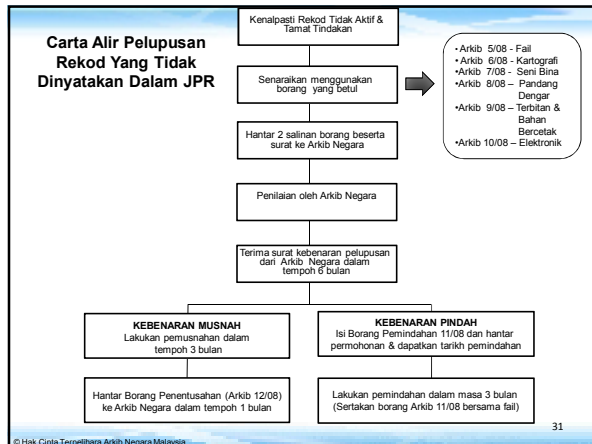 Carta Alir Pelupusan
Rekod Yang Tidak
Dinyatakan Dalam JPR
Kenalpasti Rekod Tidak Aktif &
Tamat Tindakan
Senaraikan menggunakan
borang yang betul
• Arkib 5/08 - Fail
• Arkib 6/08 - Kartografi
•Arkib 7/08 - Seni Bina
• Arkib 8/08 – Pandang
Dengar
•Arkib 9/08 – Terbitan &
Bahan
Bercetak
•Arkib 10/08 – Elektronik
Hantar 2 salinan borang beserta
surat ke Arkib Negara
Penilaian oleh Arkib Negara
Terima surat kebenaran pelupusan
dari Arkib Negara dalam
tempoh 6 bulan
KEBENARAN MUSNAH
Lakukan pemusnahan dalam
tempoh 3 bulan
Hantar Borang Penentusahan (Arkib 12/08)
ke Arkib Negara dalam tempoh 1 bulan
KEBENARAN PINDAH
Isi Borang Pemindahan 11/08 dan hantar
permohonan & dapatkan tarikh pemindahan
Lakukan pemindahan dalam masa 3 bulan
(Sertakan borang Arkib 11/08 bersama fail)
31
© Hak Cipta Terpelihara Arkib Negara Malaysia